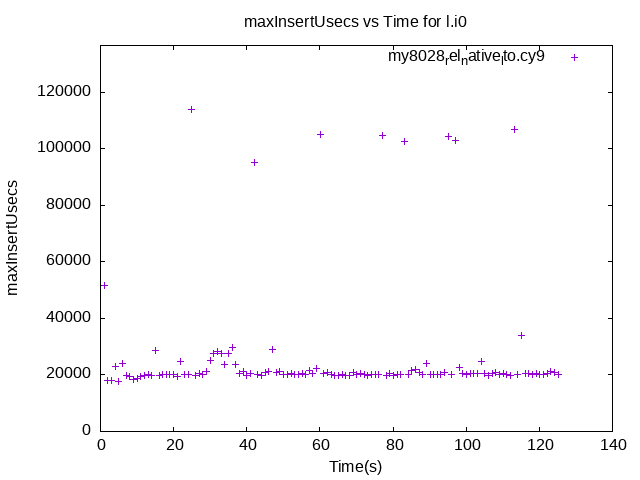 maxInsertUsecs vs Time for l.i0
my8028relnativelto.cy9
120000
100000
80000
60000
40000
20000
0
maxInsertUsecs
0 20 40 60 80 100 120 140
Time(s)